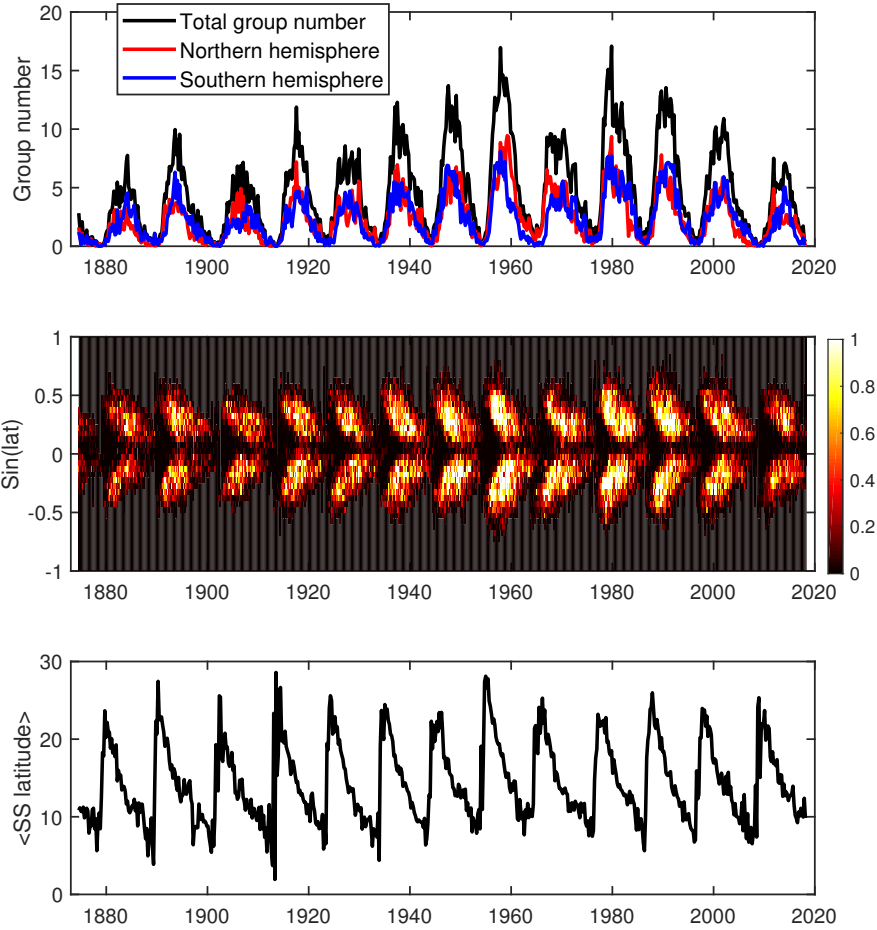 20
15
10
5
0
Group number
Total group number
Northern hemisphere
Southern hemisphere
1880 1900 1920 1940 1960 1980 2000 2020
1
0.5
0
-0.5
-1
Sin(lat)
1880 1900 1920 1940 1960 1980 2000 2020
1
0.8
0.6
0.4
0.2
0
30
20
10
0
<SS latitude>
1880 1900 1920 1940 1960 1980 2000 2020